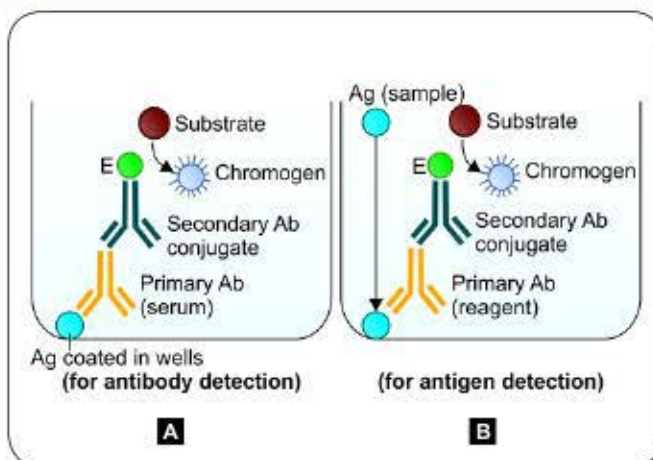 Substrate
E
Chromogen
Secondary Ab
conjugate
Primary Ab
(serum)
Ag coated in wells
(for antibody detection)
A
Ag (sample)
Substrate
E
Chromogen
Secondary Ab
conjugate
Primary Ab
(reagent)
(for antigen detection)
B